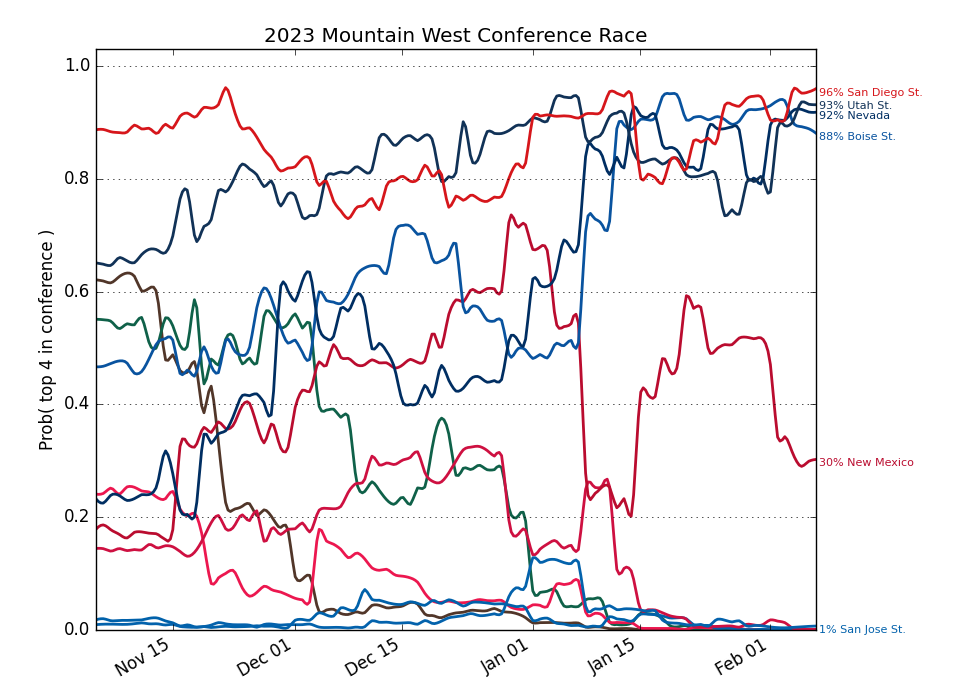 2023 Mountain West Conference Race
Prob( top 4 in conference )
1.0
0.8
0.6
0.4
0.2
0.0
Nov 15
Dec 01
Dec 15
Jan 01
Jan 15
Feb 01
96% San Diego St.
93% Utah St.
92% Nevada
88% Boise St.
30% New Mexico
1% San Jose St.